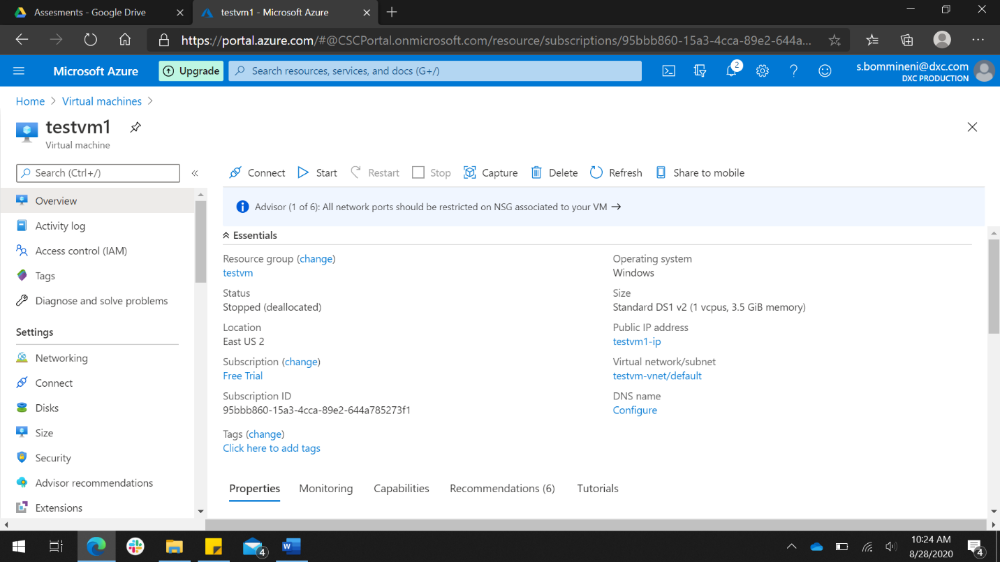 Assesments - Google Drive
testvm1 - Microsoft Azure
https://portal.azure.com/#@CSCPortal.onmicrosoft.com/resource/subscriptions/95bbb860-15a3-4cca-89e2-644a...
Microsoft Azure
Upgrade
Search resources, services, and docs (G+/)
2
s.bommineni@dxc.com
DXC PRODUCTION
Home > Virtual machines >
testvm1
Virtual machine
Search (Ctrl+/)
«
Connect
Start
Restart
Stop
Capture
Delete
Refresh
Share to mobile
Overview
Activity log
Access control (IAM)
Tags
Diagnose and solve problems
Settings
Networking
Connect
Disks
Size
Security
Advisor recommendations
Extensions
Advisor (1 of 6): All network ports should be restricted on NSG associated to your VM →
Essentials
Resource group (change)
testvm
Status
Stopped (deallocated)
Location
East US 2
Subscription (change)
Free Trial
Subscription ID
95bbb860-15a3-4cca-89e2-644a785273f1
Tags (change)
Click here to add tags
Operating system
Windows
Size
Standard DS1 v2 (1 vcpus, 3.5 GiB memory)
Public IP address
testvm1-ip
Virtual network/subnet
testvm-vnet/default
DNS name
Configure
Properties
Monitoring
Capabilities
Recommendations (6)
Tutorials
4
W
10:24 AM
8/28/2020
4